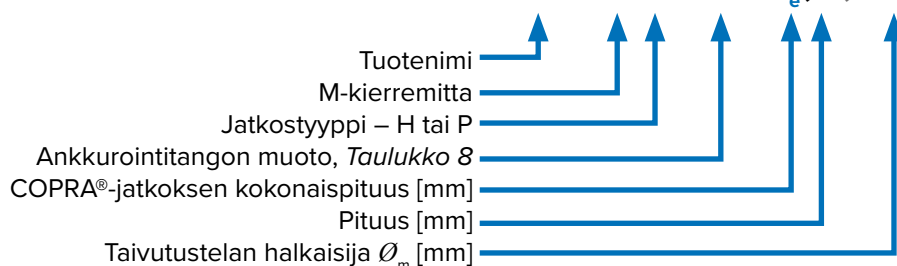 e
Tuotenimi
M-kierremitta
Jatkostyyppi – H tai P
Ankkurointitangon muoto, Taulukko 8
COPRA®-jatkoksen kokonaispituus [mm]
Pituus [mm]
Taivutustelan halkaisija Øm [mm]